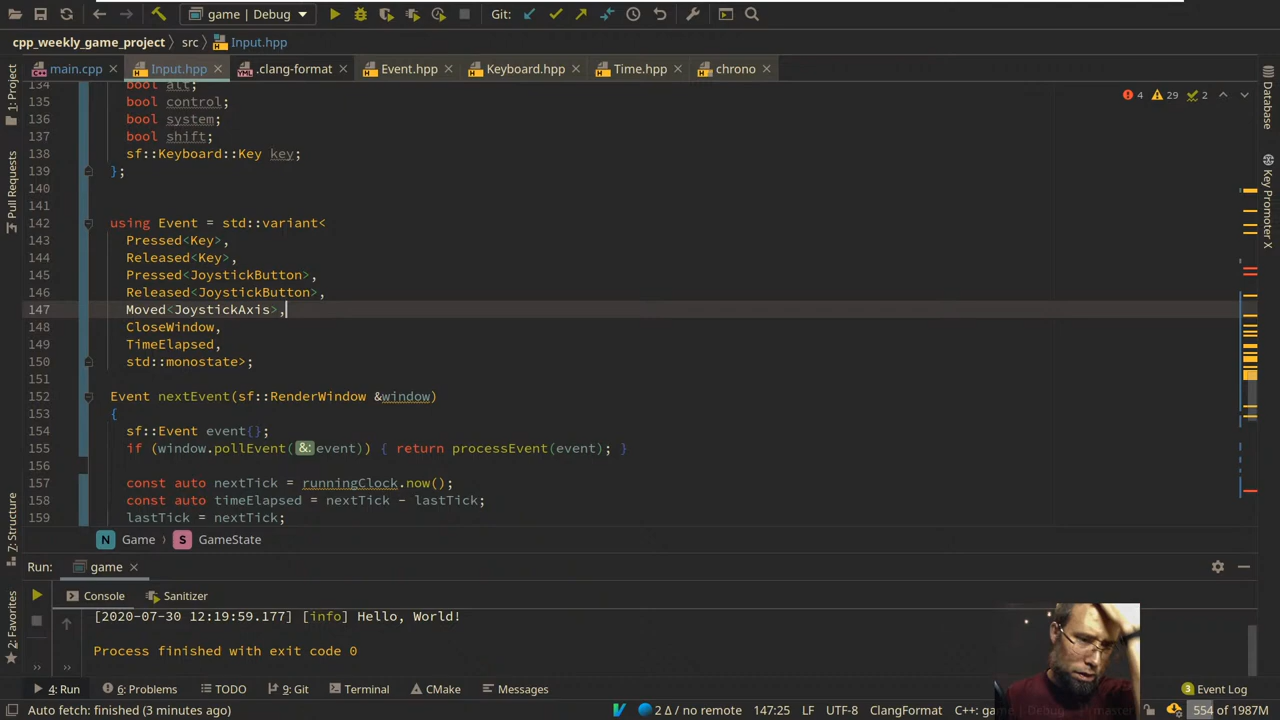 game | Debug
Git:
cpp_weekly_game_project
src
Input.hpp
main.cpp
Input.hpp
.clang-format
Event.hpp
Keyboard.hpp
Time.hpp
chrono
4 29 2
134 bool alt;
135 bool control;
136 bool system;
137 bool shift;
138 sf::Keyboard::Key key;
139 };
140
141
142 using Event = std::variant<
143 Pressed<Key>,
144 Released<Key>,
145 Pressed<JoystickButton>,
146 Released<JoystickButton>,
147 Moved<JoystickAxis>,
148 CloseWindow,
149 TimeElapsed,
150 std::monostate>;
151
152 Event nextEvent(sf::RenderWindow &window)
153 {
154 sf::Event event{};
155 if (window.pollEvent( &: event)) { return processEvent(event); }
156
157 const auto nextTick = runningClock.now();
158 const auto timeElapsed = nextTick - lastTick;
159 lastTick = nextTick;
1: Project
Pull Requests
7: Structure
2: Favorites
Database
Key Promoter X
N Game
S GameState
Run: game
Console
Sanitizer
[2020-07-30 12:19:59.177] [info] Hello, World!
Process finished with exit code 0
4: Run
6: Problems
TODO
9: Git
Terminal
CMake
Messages
3 Event Log
Auto fetch: finished (3 minutes ago)
2 Δ / no remote
147:25
LF
UTF-8
ClangFormat
C++: game | Debug
master
554 of 1987M